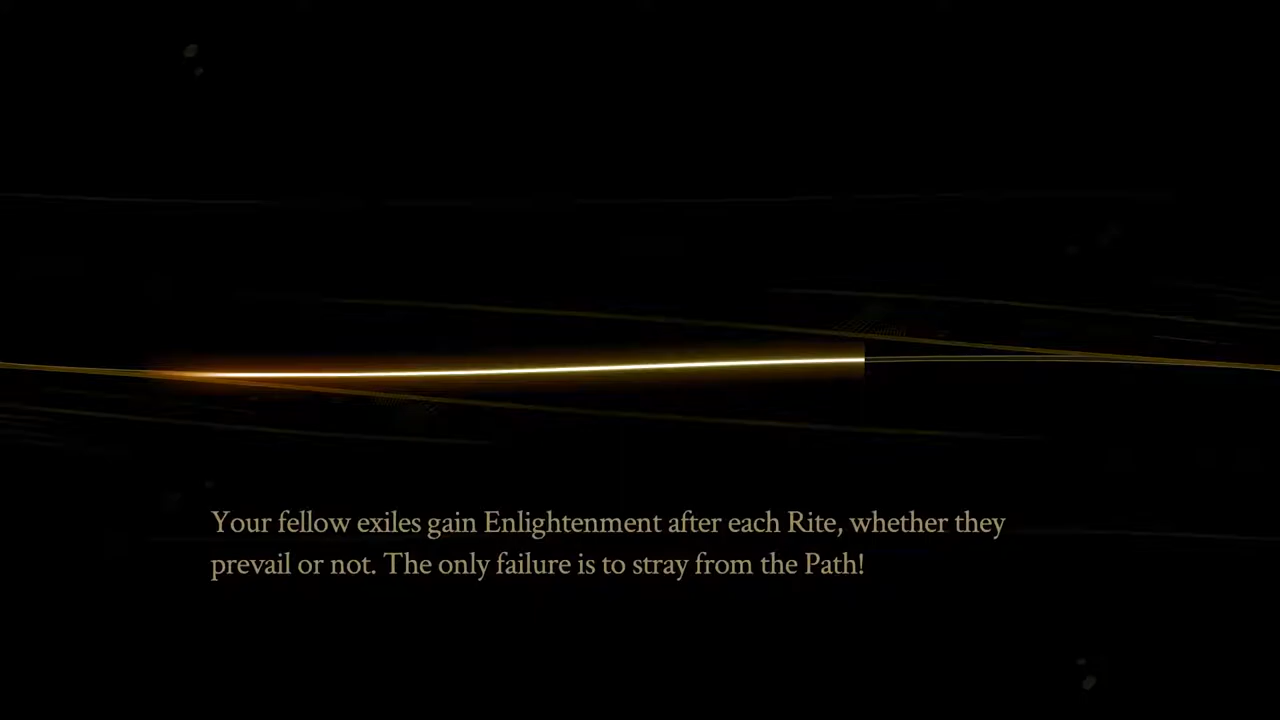 Your fellow exiles gain Enlightenment after each Rite, whether they
prevail or not. The only failure is to stray from the Path!